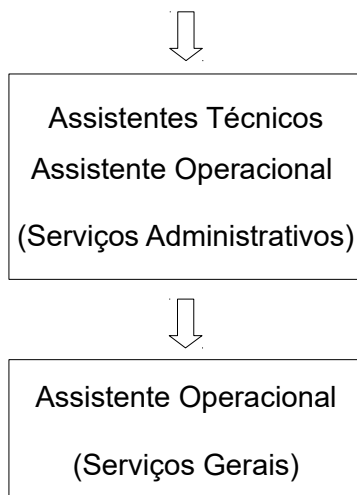 Assistentes Técnicos
Assistente Operacional
(Serviços Administrativos)
Assistente Operacional
(Serviços Gerais)